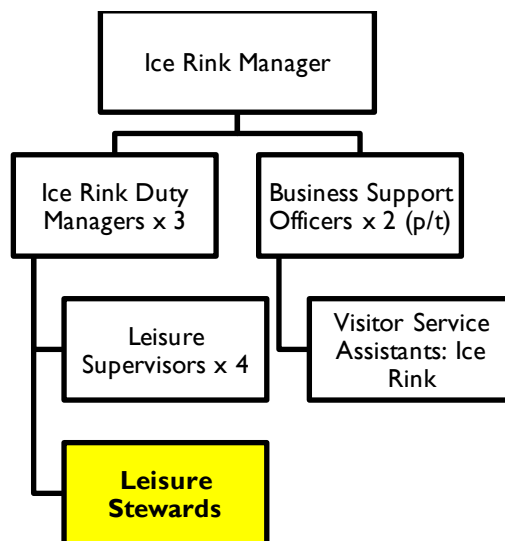 Ice Rink Manager
Ice Rink Duty
Managers x 3
Business Support
Officers x 2 (p/t)
Leisure
Supervisors x 4
Visitor Service
Assistants: Ice
Rink
Leisure
Stewards